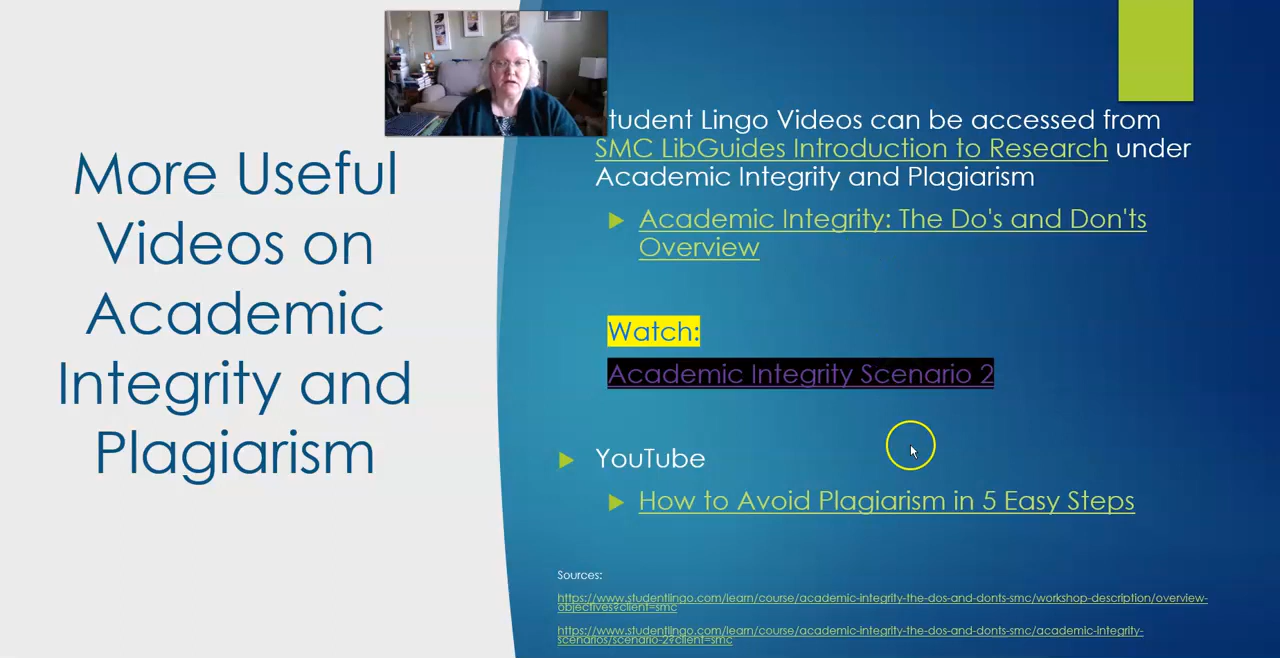 More Useful
Videos on
Academic
Integrity and
Plagiarism
tudent Lingo Videos can be accessed from
SMC LibGuides Introduction to Research under
Academic Integrity and Plagiarism
Academic Integrity: The Do's and Don'ts
Overview
Watch:
Academic Integrity Scenario 2
YouTube
How to Avoid Plagiarism in 5 Easy Steps
Sources:
https://www.studentlingo.com/learn/course/academic-integrity-the-dos-and-donts-smc/workshop-description/overview-
objectives?client=smc
https://www.studentlingo.com/learn/course/academic-integrity-the-dos-and-donts-smc/academic-integrity-
scenarios/scenario-2?client=smc